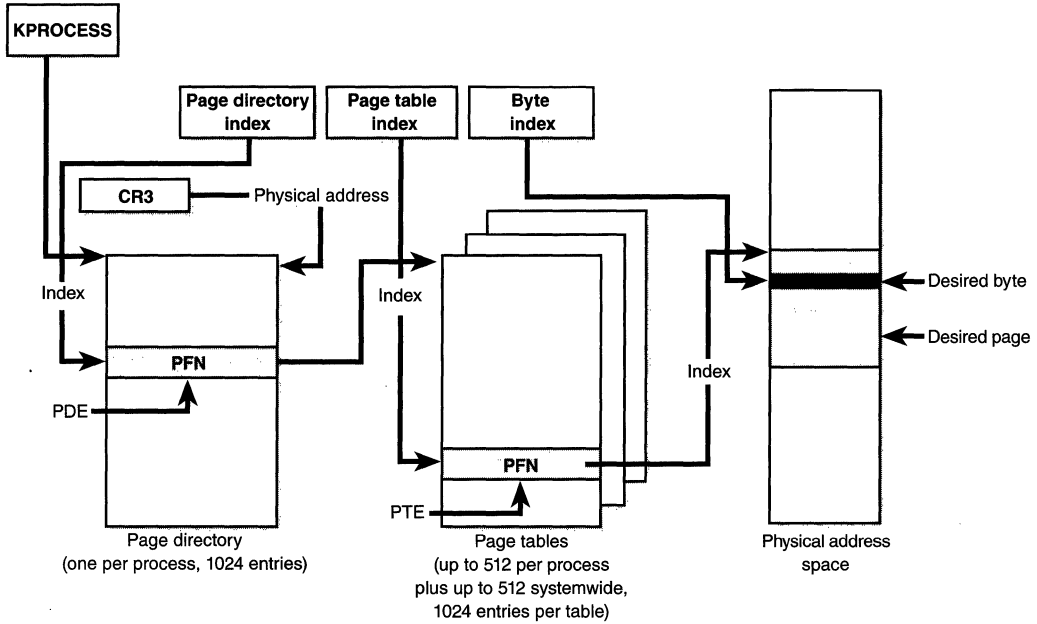 KPROCESS
Page directory
index
Page table
index
Byte
index
CR3
Physical address
Index
Index
Desired byte
Desired page
PFN
Index
PDE
PFN
PTE
Page directory
(one per process, 1024 entries)
Page tables
(up to 512 per process
plus up to 512 systemwide,
1024 entries per table)
Physical address
space